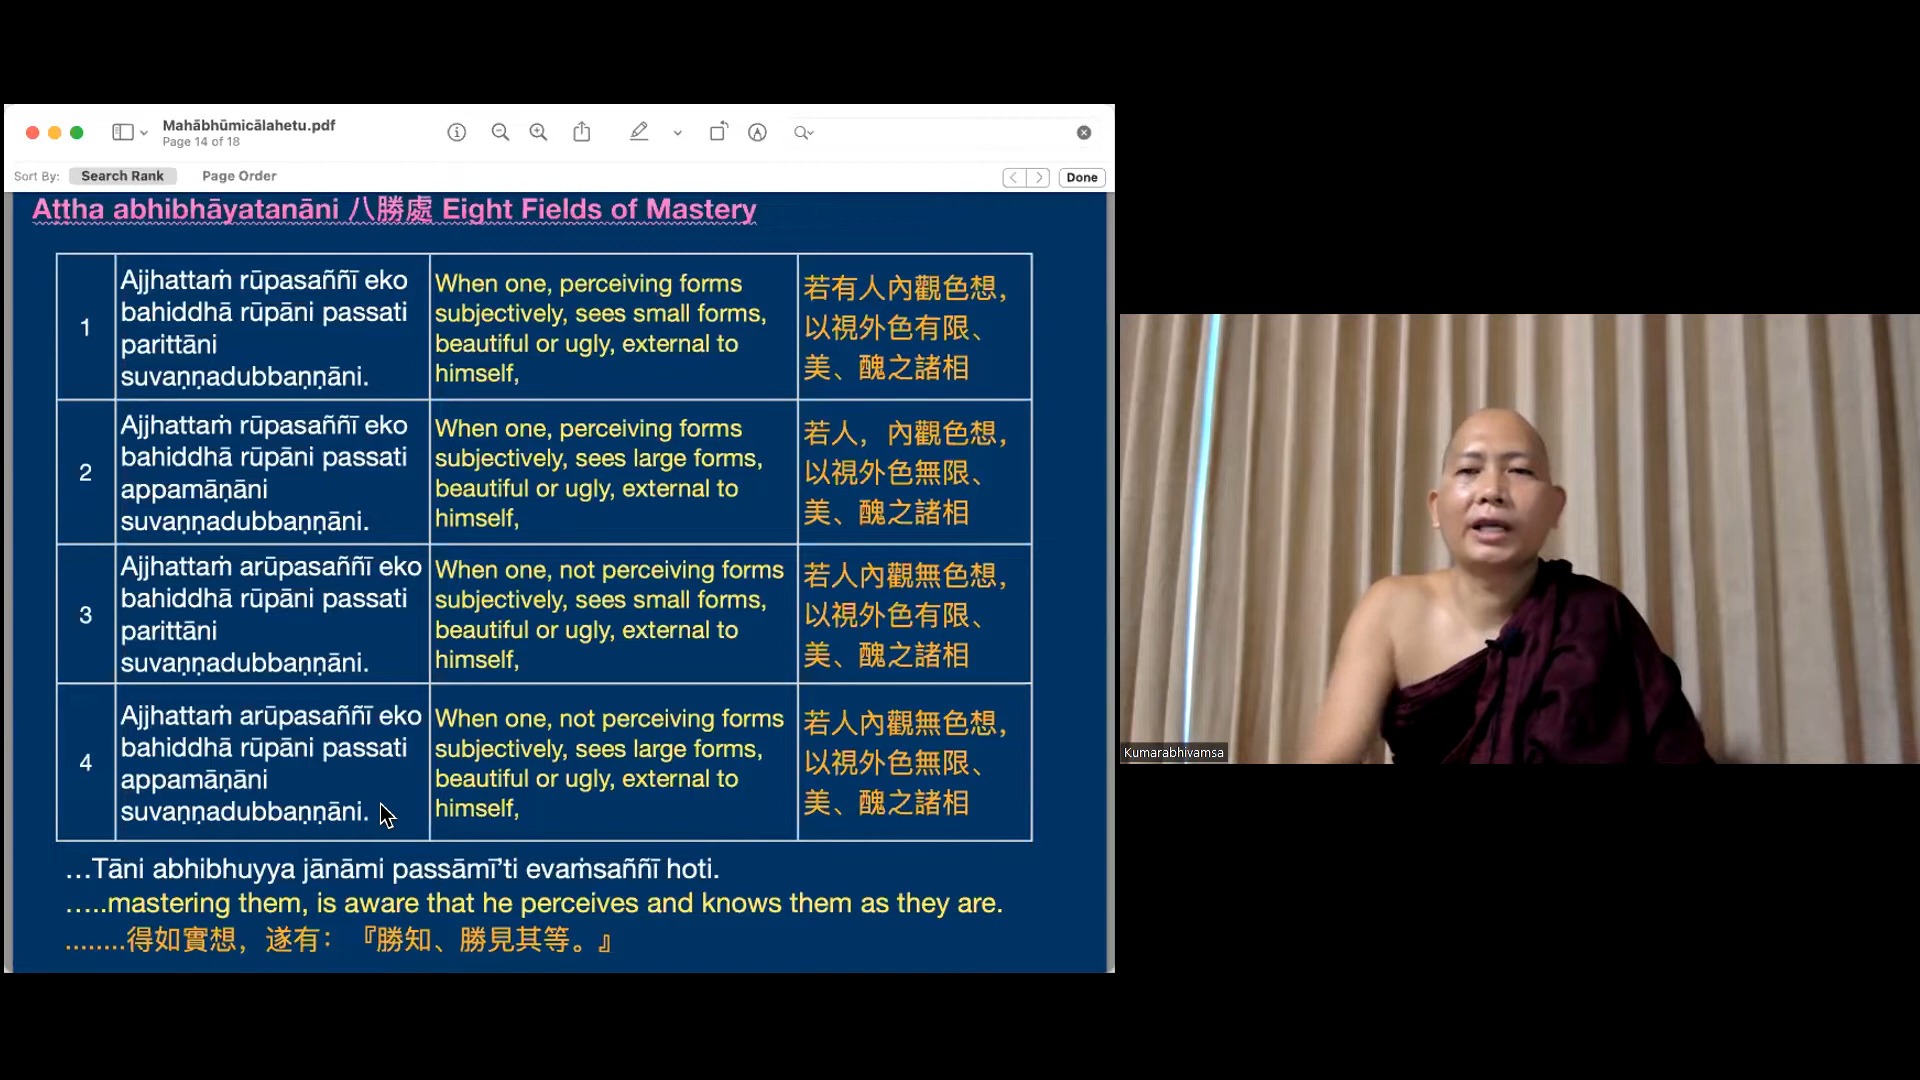 Mahābhūmicālahetu.pdf
Page 14 of 18
Sort By: Search Rank Page Order
Done
Aṭṭha abhibhāyatanāni 八勝處 Eight Fields of Mastery
1
Ajjhattaṁ rūpasaññī eko
bahiddhā rūpāni passati
parittāni
suvaṇṇadubbaṇṇāni.
When one, perceiving forms
subjectively, sees small forms,
beautiful or ugly, external to
himself,
若有人內觀色想，
以視外色有限、
美、醜之諸相
2
Ajjhattaṁ rūpasaññī eko
bahiddhā rūpāni passati
appamāṇāni
suvaṇṇadubbaṇṇāni.
When one, perceiving forms
subjectively, sees large forms,
beautiful or ugly, external to
himself,
若人，內觀色想，
以視外色無限、
美、醜之諸相
3
Ajjhattaṁ arūpasaññī eko
bahiddhā rūpāni passati
parittāni
suvaṇṇadubbaṇṇāni.
When one, not perceiving forms
subjectively, sees small forms,
beautiful or ugly, external to
himself,
若人內觀無色想，
以視外色有限、
美、醜之諸相
4
Ajjhattaṁ arūpasaññī eko
bahiddhā rūpāni passati
appamāṇāni
suvaṇṇadubbaṇṇāni.
When one, not perceiving forms
subjectively, sees large forms,
beautiful or ugly, external to
himself,
若人內觀無色想，
以視外色無限、
美、醜之諸相
…Tāni abhibhuyya jānāmi passāmī’ti evaṁsaññī hoti.
…..mastering them, is aware that he perceives and knows them as they are.
........得如實想，遂有：『勝知、勝見其等。』
Kumarabhivamsa